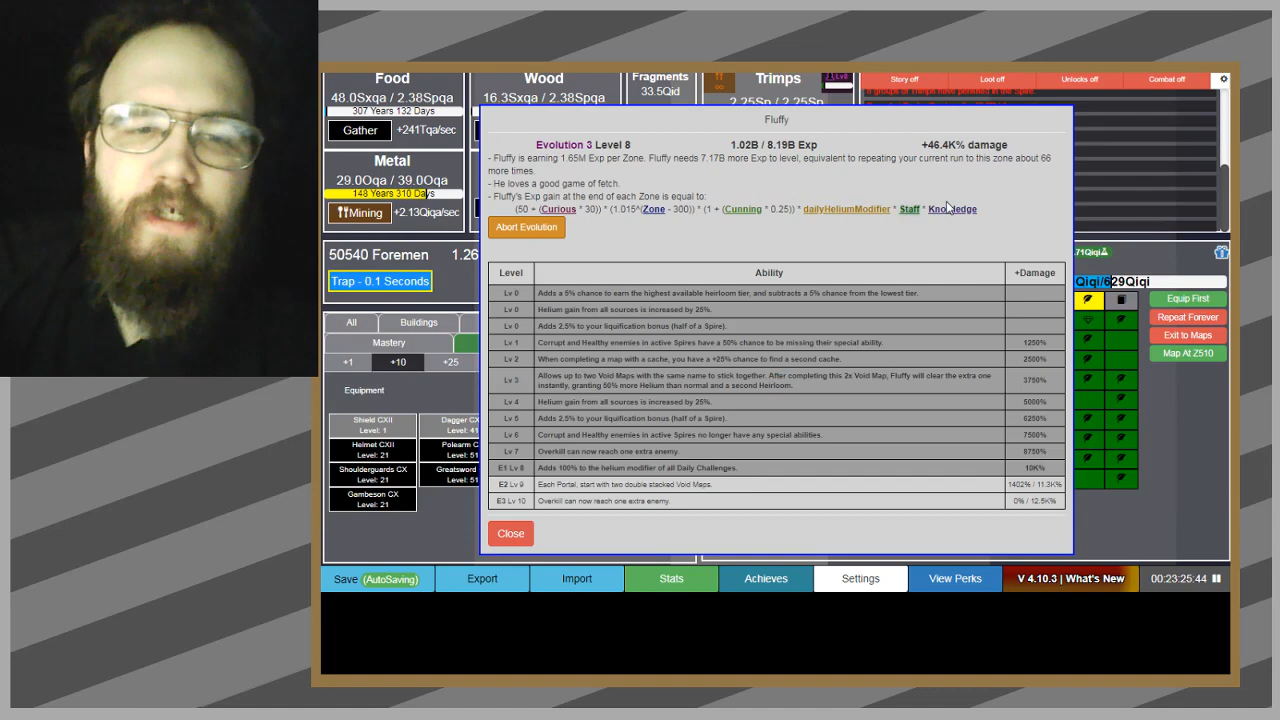 Food
48.0Sxqa / 2.38Spqa
307 Years 132 Days
Gather
+241Tqa/sec
Wood
16.3Sxqa / 2.38Spqa
Fragments
33.5Qid
Trimps
2.25Sp / 2.25Sp
Story off
Loot off
Unlocks off
Combat off
Metal
29.0Oqa / 39.0Oqa
148 Years 310 Days
Mining
+2.13Qiqa/sec
50540 Foremen
1.26
Trap - 0.1 Seconds
All
Buildings
Mastery
+1
+10
+25
Equipment
Shield CXII
Level: 1
Dagger CX
Level: 41
Helmet CXII
Level: 21
Polearm C
Level: 51
Shoulderguards CX
Level: 21
Greatsword
Level: 51
Gambeson CX
Level: 21
Fluffy
Evolution 3 Level 8
1.02B / 8.19B Exp
+46.4K% damage
- Fluffy is earning 1.65M Exp per Zone. Fluffy needs 7.17B more Exp to level, equivalent to repeating your current run to this zone about 66
more times.
- He loves a good game of fetch.
- Fluffy's Exp gain at the end of each Zone is equal to:
(50 + (Curious * 30)) * (1.015^(Zone - 300)) * (1 + (Cunning * 0.25)) * dailyHeliumModifier * Staff * Knowledge
Abort Evolution
Level Ability +Damage
Lv 0 Adds a 5% chance to earn the highest available heirloom tier, and subtracts a 5% chance from the lowest tier.
Lv 0 Helium gain from all sources is increased by 25%.
Lv 0 Adds 2.5% to your liquification bonus (half of a Spire).
Lv 1 Corrupt and Healthy enemies in active Spires have a 50% chance to be missing their special ability. 1250%
Lv 2 When completing a map with a cache, you have a +25% chance to find a second cache. 2500%
Lv 3 Allows up to two Void Maps with the same name to stick together. After completing this 2x Void Map, Fluffy will clear the extra one
instantly, granting 50% more Helium than normal and a second Heirloom. 3750%
Lv 4 Helium gain from all sources is increased by 25%. 5000%
Lv 5 Adds 2.5% to your liquification bonus (half of a Spire). 6250%
Lv 6 Corrupt and Healthy enemies in active Spires no longer have any special abilities. 7500%
Lv 7 Overkill can now reach one extra enemy. 8750%
E1 Lv 8 Adds 100% to the helium modifier of all Daily Challenges. 10K%
E2 Lv 9 Each Portal, start with two double stacked Void Maps. 1402% / 11.3K%
E3 Lv 10 Overkill can now reach one extra enemy. 0% / 12.5K%
Close
.71Qiqi
Qiqi/629Qiqi
Equip First
Repeat Forever
Exit to Maps
Map At Z510
Save (AutoSaving)
Export
Import
Stats
Achieves
Settings
View Perks
V 4.10.3 | What's New
00:23:25:44